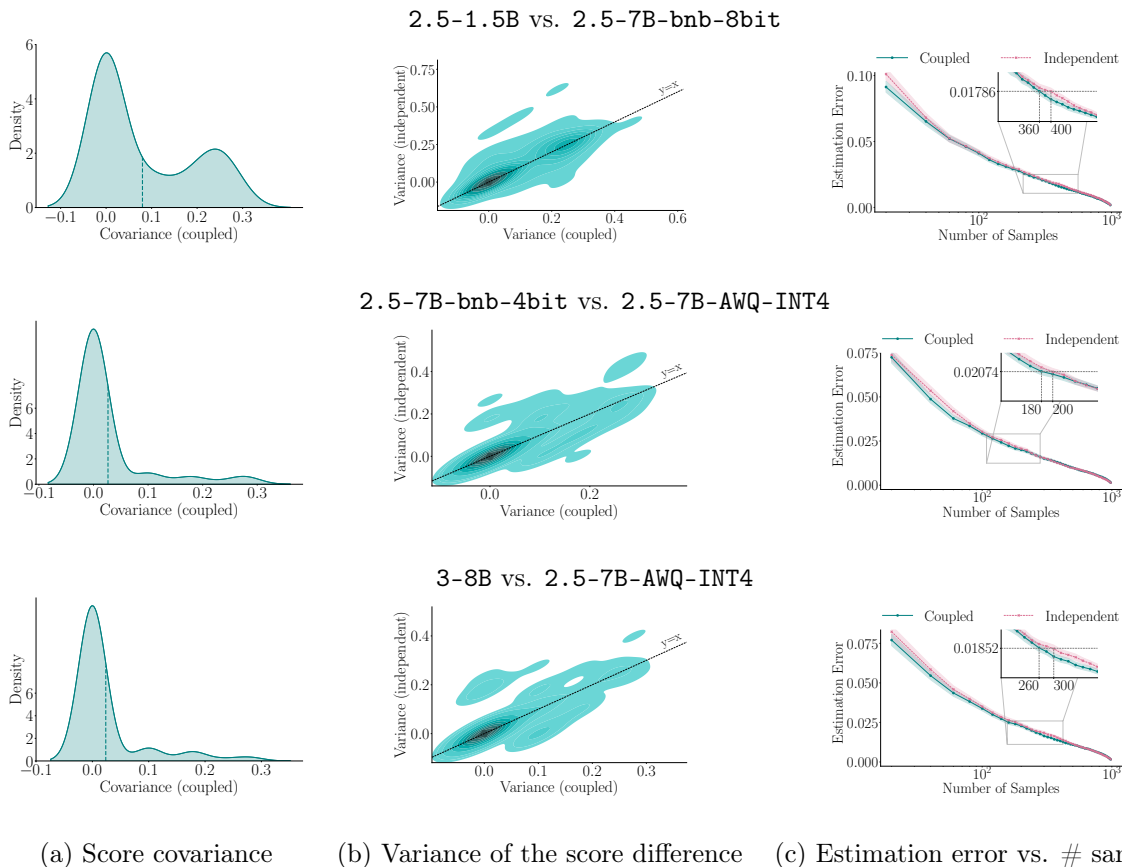 2.5-1.5B vs. 2.5-7B-bnb-8bit
Density
6
4
2
0
−0.1 0.0 0.1 0.2 0.3
Covariance (coupled)
Variance (independent)
0.75
0.50
0.25
0.00
y=x
0.0 0.2 0.4 0.6
Variance (coupled)
Coupled Independent
Estimation Error
0.10
0.05
0.00
0.01786
360 400
10² 10³
Number of Samples
2.5-7B-bnb-4bit vs. 2.5-7B-AWQ-INT4
Density
6
4
2
0
−0.1 0.0 0.1 0.2 0.3
Covariance (coupled)
Variance (independent)
0.4
0.2
0.0
y=x
0.0 0.2
Variance (coupled)
Coupled Independent
Estimation Error
0.075
0.050
0.025
0.000
0.02074
180 200
10² 10³
Number of Samples
3-8B vs. 2.5-7B-AWQ-INT4
Density
6
4
2
0
−0.1 0.0 0.1 0.2 0.3
Covariance (coupled)
Variance (independent)
0.4
0.2
0.0
y=x
0.0 0.1 0.2 0.3
Variance (coupled)
Coupled Independent
Estimation Error
0.075
0.050
0.025
0.000
0.01852
260 300
10² 10³
Number of Samples
(a) Score covariance (b) Variance of the score difference (c) Estimation error vs. # sam